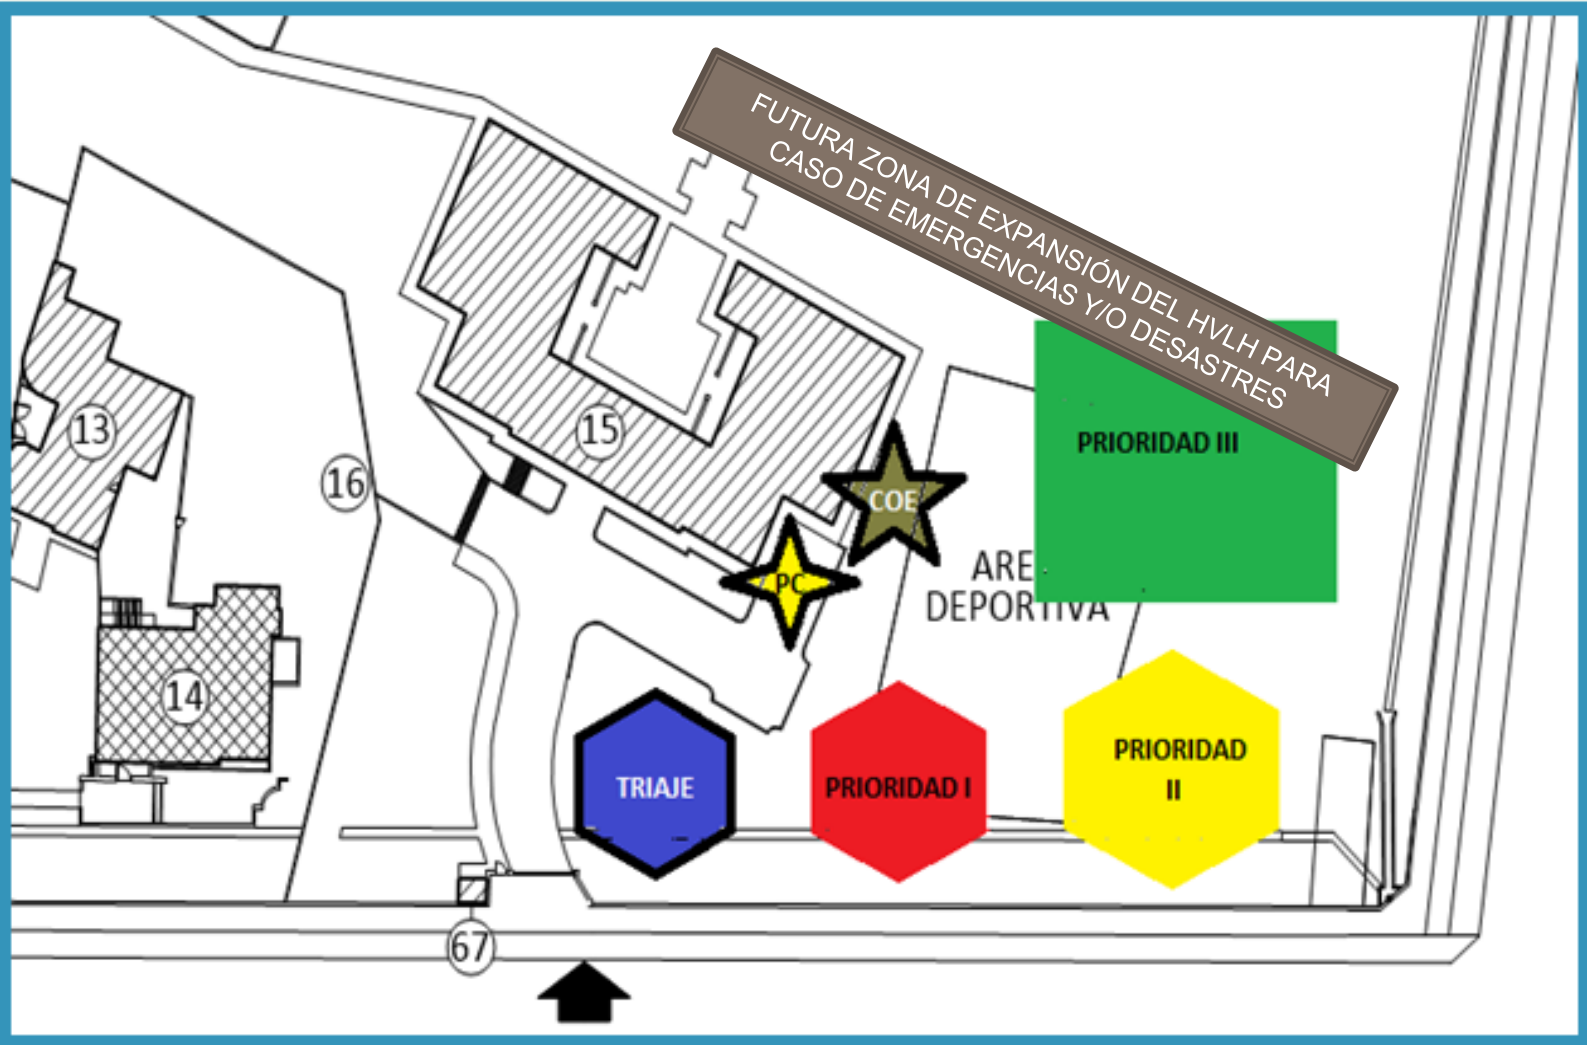 FUTURA ZONA DE EXPANSIÓN DEL HVLH PARA
CASO DE EMERGENCIAS Y/O DESASTRES
PRIORIDAD III
13
15
16
COE
ARE
DEPORTIVA
PC
14
PRIORIDAD
II
TRIAJE
PRIORIDAD I
67